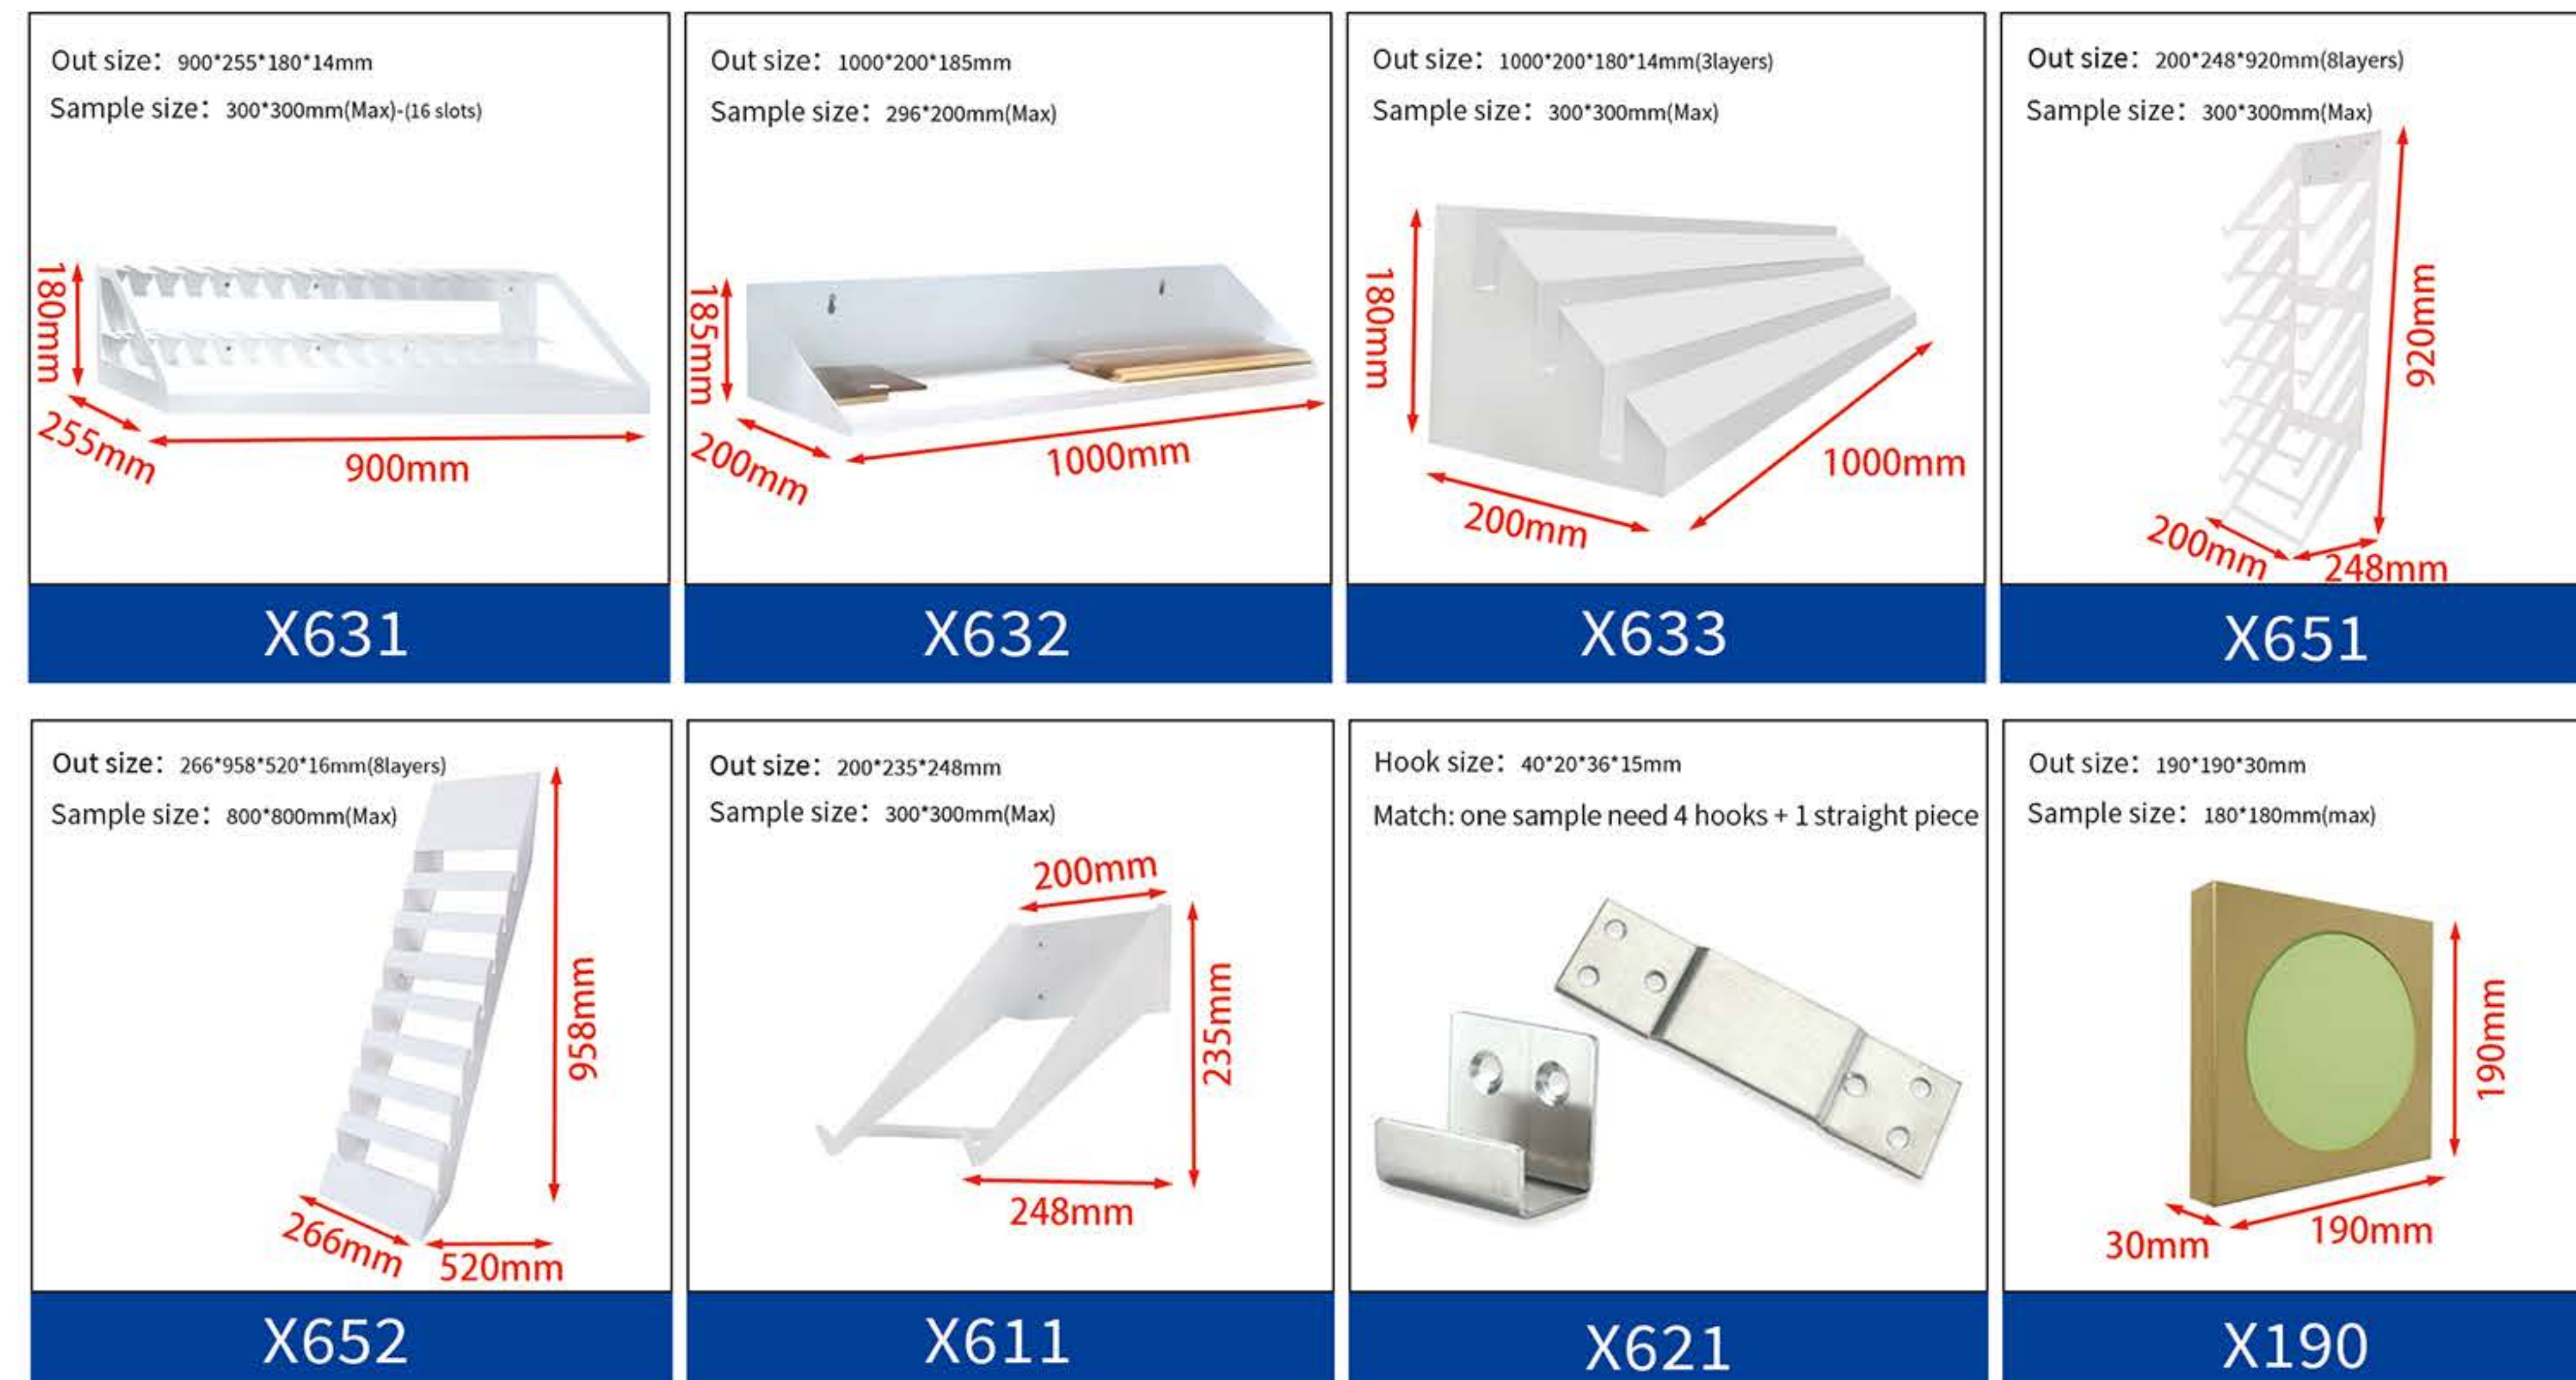 Out size：900*255*180*14mm
Sample size：300*300mm(Max)-(16 slots)
180mm
255mm
900mm
X631
Out size：1000*200*185mm
Sample size：296*200mm(Max)
185mm
200mm
1000mm
X632
Out size：1000*200*180*14mm(3layers)
Sample size：300*300mm(Max)
180mm
200mm
1000mm
X633
Out size：200*248*920mm(8layers)
Sample size：300*300mm(Max)
920mm
200mm
248mm
X651
Out size：266*958*520*16mm(8layers)
Sample size：800*800mm(Max)
958mm
266mm
520mm
X652
Out size：200*235*248mm
Sample size：300*300mm(Max)
200mm
235mm
248mm
X611
Hook size：40*20*36*15mm
Match: one sample need 4 hooks + 1 straight piece
X621
Out size：190*190*30mm
Sample size：180*180mm(max)
190mm
30mm
190mm
X190